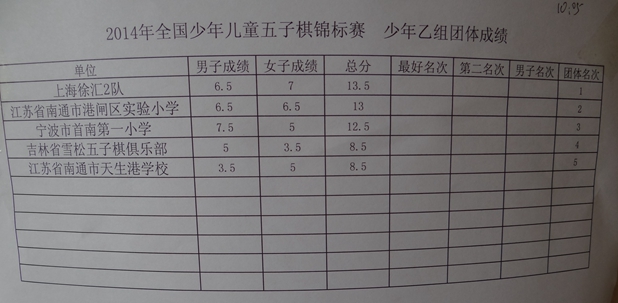 10.35
2014年全国少年儿童五子棋锦标赛 少年乙组团体成绩
单位 男子成绩 女子成绩 总分 最好名次 第二名次 男子名次 团体名次
上海徐汇2队 6.5 7 13.5 1
江苏省南通市港闸区实验小学 6.5 6.5 13 2
宁波市首南第一小学 7.5 5 12.5 3
吉林省雪松五子棋俱乐部 5 3.5 8.5 4
江苏省南通市天生港学校 3.5 5 8.5 5